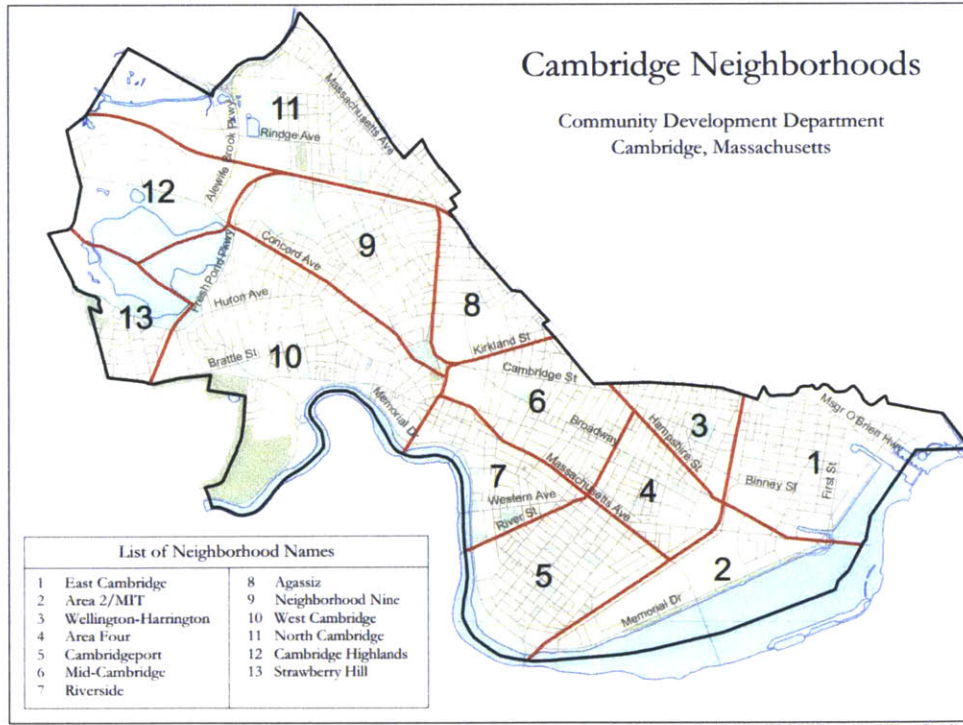 Cambridge Neighborhoods
Community Development Department
Cambridge, Massachusetts
11
Massachusetts Ave
Rindge Ave
Alewife Brook Pkwy
12
9
Concord Ave
Fresh Pond Pkwy
Huron Ave
13
8
Kirkland St
Brattle St
10
Cambridge St
Memorial Dr
6
Broadway
Hampshire St
3
Msgr O'Brien Hwy
1
First St
Binney St
7
Western Ave
Massachusetts Ave
4
River St
5
2
Memorial Dr
List of Neighborhood Names
1 East Cambridge
2 Area 2/MIT
3 Wellington-Harrington
4 Area Four
5 Cambridgeport
6 Mid-Cambridge
7 Riverside
8 Agassiz
9 Neighborhood Nine
10 West Cambridge
11 North Cambridge
12 Cambridge Highlands
13 Strawberry Hill